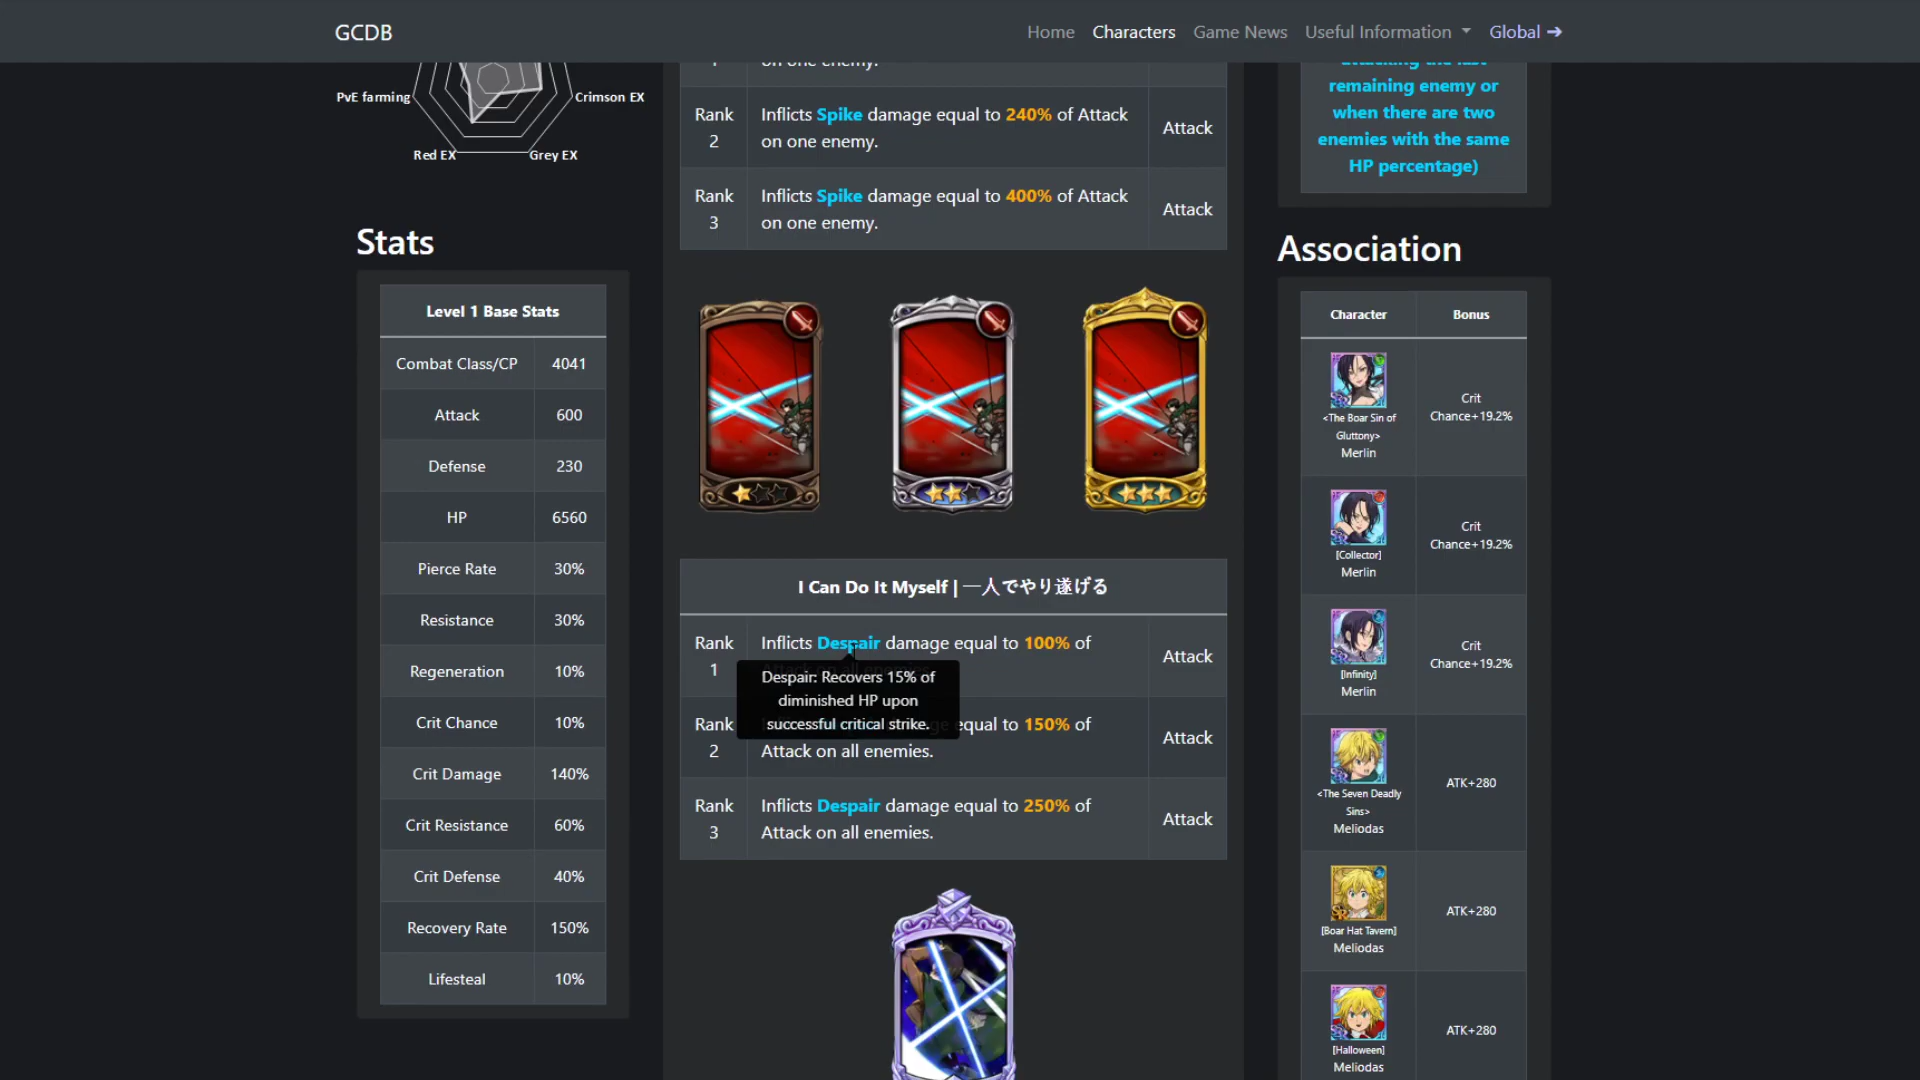 GCDB
Home
Characters
Game News
Useful Information
Global ➔
PvE farming
Crimson EX
Red EX
Grey EX
Stats
Level 1 Base Stats
Combat Class/CP 4041
Attack 600
Defense 230
HP 6560
Pierce Rate 30%
Resistance 30%
Regeneration 10%
Crit Chance 10%
Crit Damage 140%
Crit Resistance 60%
Crit Defense 40%
Recovery Rate 150%
Lifesteal 10%
on one enemy.
Rank
2
Inflicts Spike damage equal to 240% of Attack
on one enemy.
Attack
Rank
3
Inflicts Spike damage equal to 400% of Attack
on one enemy.
Attack
I Can Do It Myself | 一人でやり遂げる
Rank
1
Inflicts Despair damage equal to 100% of
Attack on all enemies.
Attack
Despair: Recovers 15% of
diminished HP upon
successful critical strike.
Rank
2
equal to 150% of
Attack on all enemies.
Attack
Rank
3
Inflicts Despair damage equal to 250% of
Attack on all enemies.
Attack
attacking the last
remaining enemy or
when there are two
enemies with the same
HP percentage)
Association
Character Bonus
<The Boar Sin of
Gluttony>
Merlin
Crit
Chance+19.2%
[Collector]
Merlin
Crit
Chance+19.2%
[Infinity]
Merlin
Crit
Chance+19.2%
<The Seven Deadly
Sins>
Meliodas
ATK+280
[Boar Hat Tavern]
Meliodas
ATK+280
[Halloween]
Meliodas
ATK+280